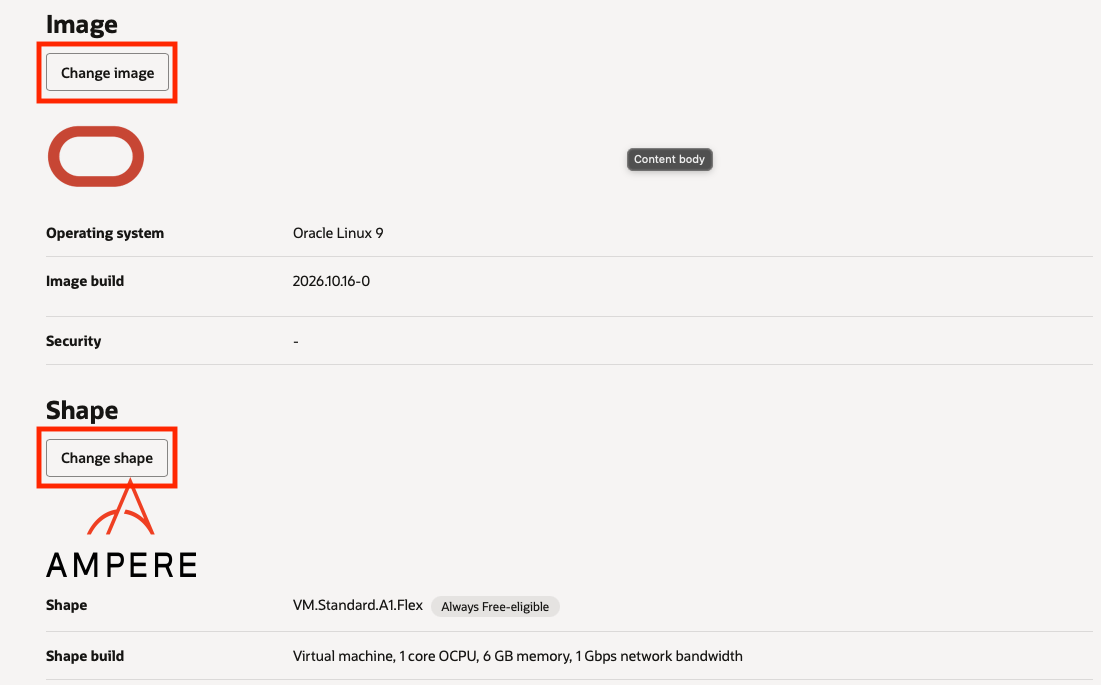 Image
Change image
Content body
Operating system Oracle Linux 9
Image build 2026.10.16-0
Security -
Shape
Change shape
AMPERE
Shape VM.Standard.A1.Flex Always Free-eligible
Shape build Virtual machine, 1 core OCPU, 6 GB memory, 1 Gbps network bandwidth